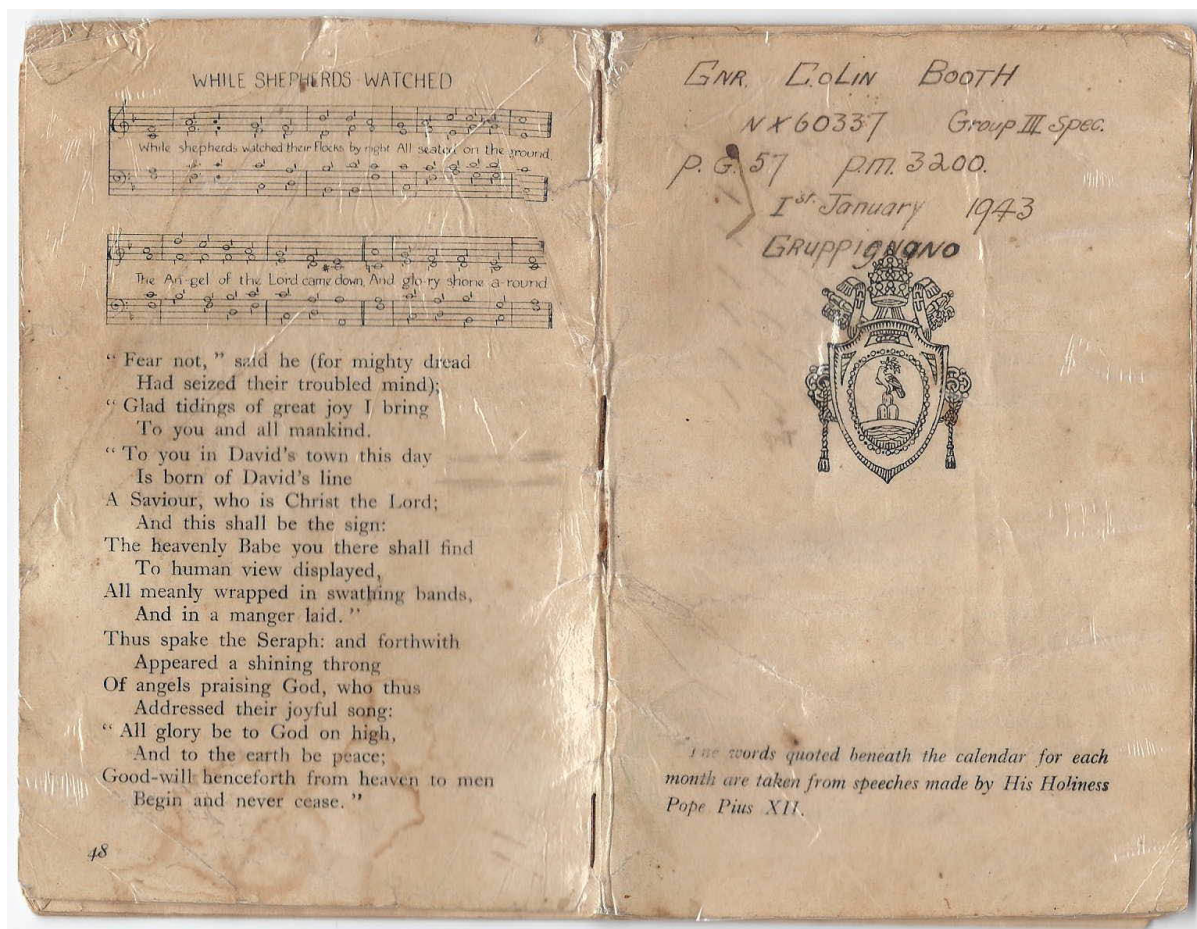 WHILE SHEPHERDS WATCHED
While shepherds watched their flocks by night All seated on the ground
The An-gel of the Lord came down, And glo-ry shone a-round
“ Fear not, ” said he (for mighty dread
Had seized their troubled mind);
“ Glad tidings of great joy I bring
To you and all mankind.
“ To you in David's town this day
Is born of David's line
A Saviour, who is Christ the Lord;
And this shall be the sign:
The heavenly Babe you there shall find
To human view displayed,
All meanly wrapped in swathing bands,
And in a manger laid. ”
Thus spake the Seraph: and forthwith
Appeared a shining throng
Of angels praising God, who thus
Addressed their joyful song:
“ All glory be to God on high,
And to the earth be peace;
Good-will henceforth from heaven to men
Begin and never cease. ”
48
GNR. COLIN BOOTH
NX60337 Group III Spec.
P.G. 57 P.M. 3200.
1st. January 1943
GRUPPIGNANO
The words quoted beneath the calendar for each
month are taken from speeches made by His Holiness
Pope Pius XII.